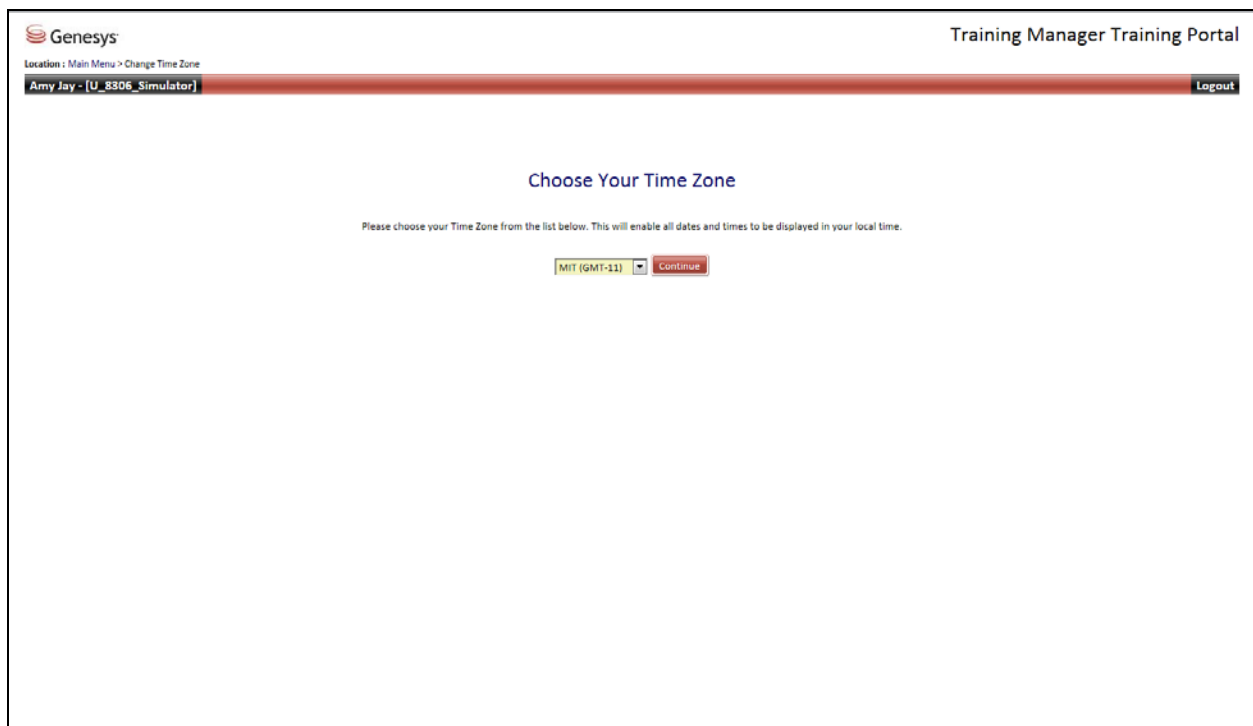 Genesys
Training Manager Training Portal
Location : Main Menu > Change Time Zone
Amy Jay - [U_8306_Simulator]
Logout
Choose Your Time Zone
Please choose your Time Zone from the list below. This will enable all dates and times to be displayed in your local time.
MIT (GMT-11)
Continue